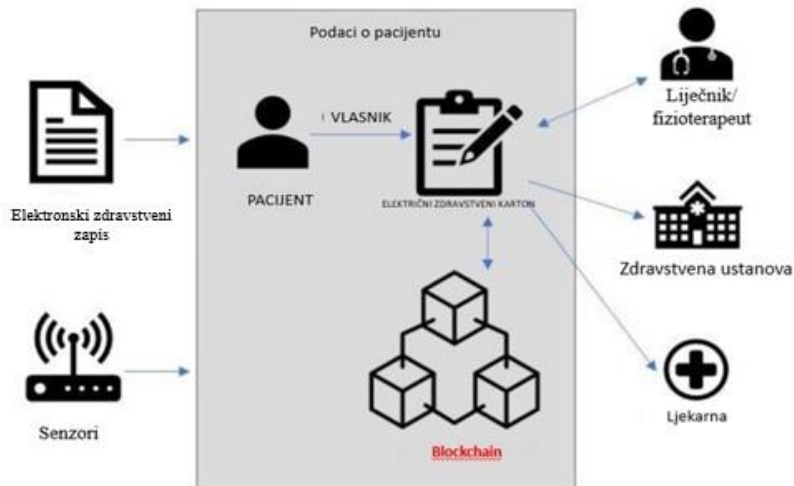 Podaci o pacijentu
Elektronski zdravstveni
zapis
Senzori
VLASNIK
PACIJENT
ELEKTRIČNI ZDRAVSTVENI KARTON
Blockchain
Liječnik/
fizioterapeut
Zdravstvena ustanova
Ljekarna